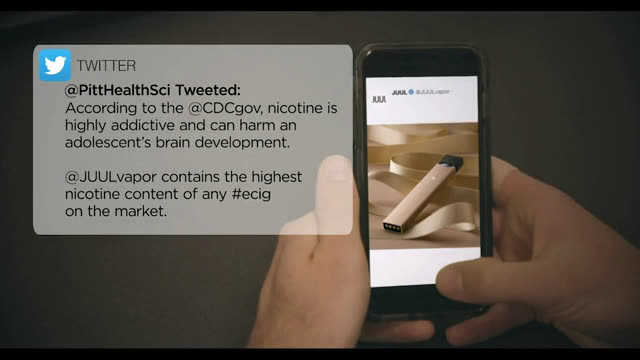 TWITTER
@PittHealthSci Tweeted:
According to the @CDCgov, nicotine is
highly addictive and can harm an
adolescent's brain development.
@JUULvapor contains the highest
nicotine content of any #ecig
on the market.
JUUL @JUULvapor
JUUL